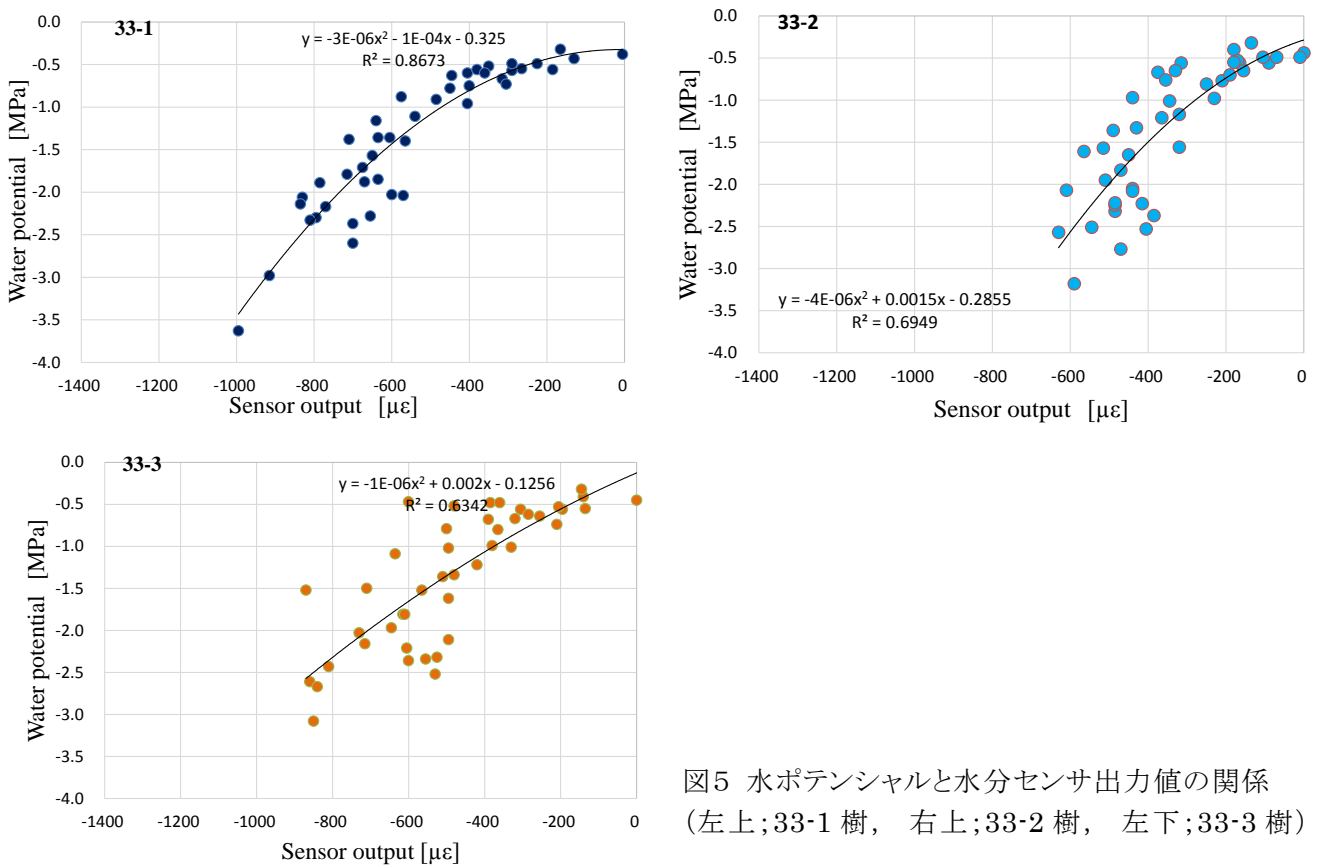 33-1
y = -3E-06x² - 1E-04x - 0.325
R² = 0.8673
0.0
-0.5
-1.0
-1.5
-2.0
-2.5
-3.0
-3.5
-4.0
Water potential [MPa]
-1400 -1200 -1000 -800 -600 -400 -200 0
Sensor output [με]
33-2
0.0
-0.5
-1.0
-1.5
-2.0
-2.5
-3.0
-3.5
-4.0
Water potential [MPa]
y = -4E-06x² + 0.0015x - 0.2855
R² = 0.6949
-1400 -1200 -1000 -800 -600 -400 -200 0
Sensor output [με]
33-3
y = -1E-06x² + 0.002x - 0.1256
R² = 0.6342
0.0
-0.5
-1.0
-1.5
-2.0
-2.5
-3.0
-3.5
-4.0
Water potential [MPa]
-1400 -1200 -1000 -800 -600 -400 -200 0
Sensor output [με]
図5 水ポテンシャルと水分センサ出力値の関係
(左上;33-1 樹, 右上;33-2 樹, 左下;33-3 樹)